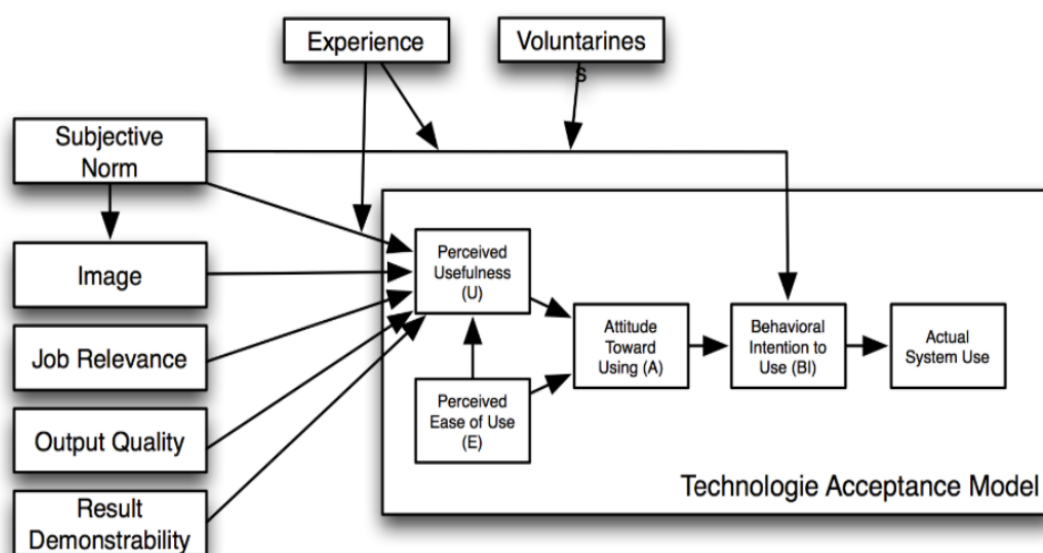 Experience
Voluntarines
s
Subjective
Norm
Image
Job Relevance
Output Quality
Result
Demonstrability
Perceived
Usefulness
(U)
Perceived
Ease of Use
(E)
Attitude
Toward
Using (A)
Behavioral
Intention to
Use (BI)
Actual
System Use
Technologie Acceptance Model